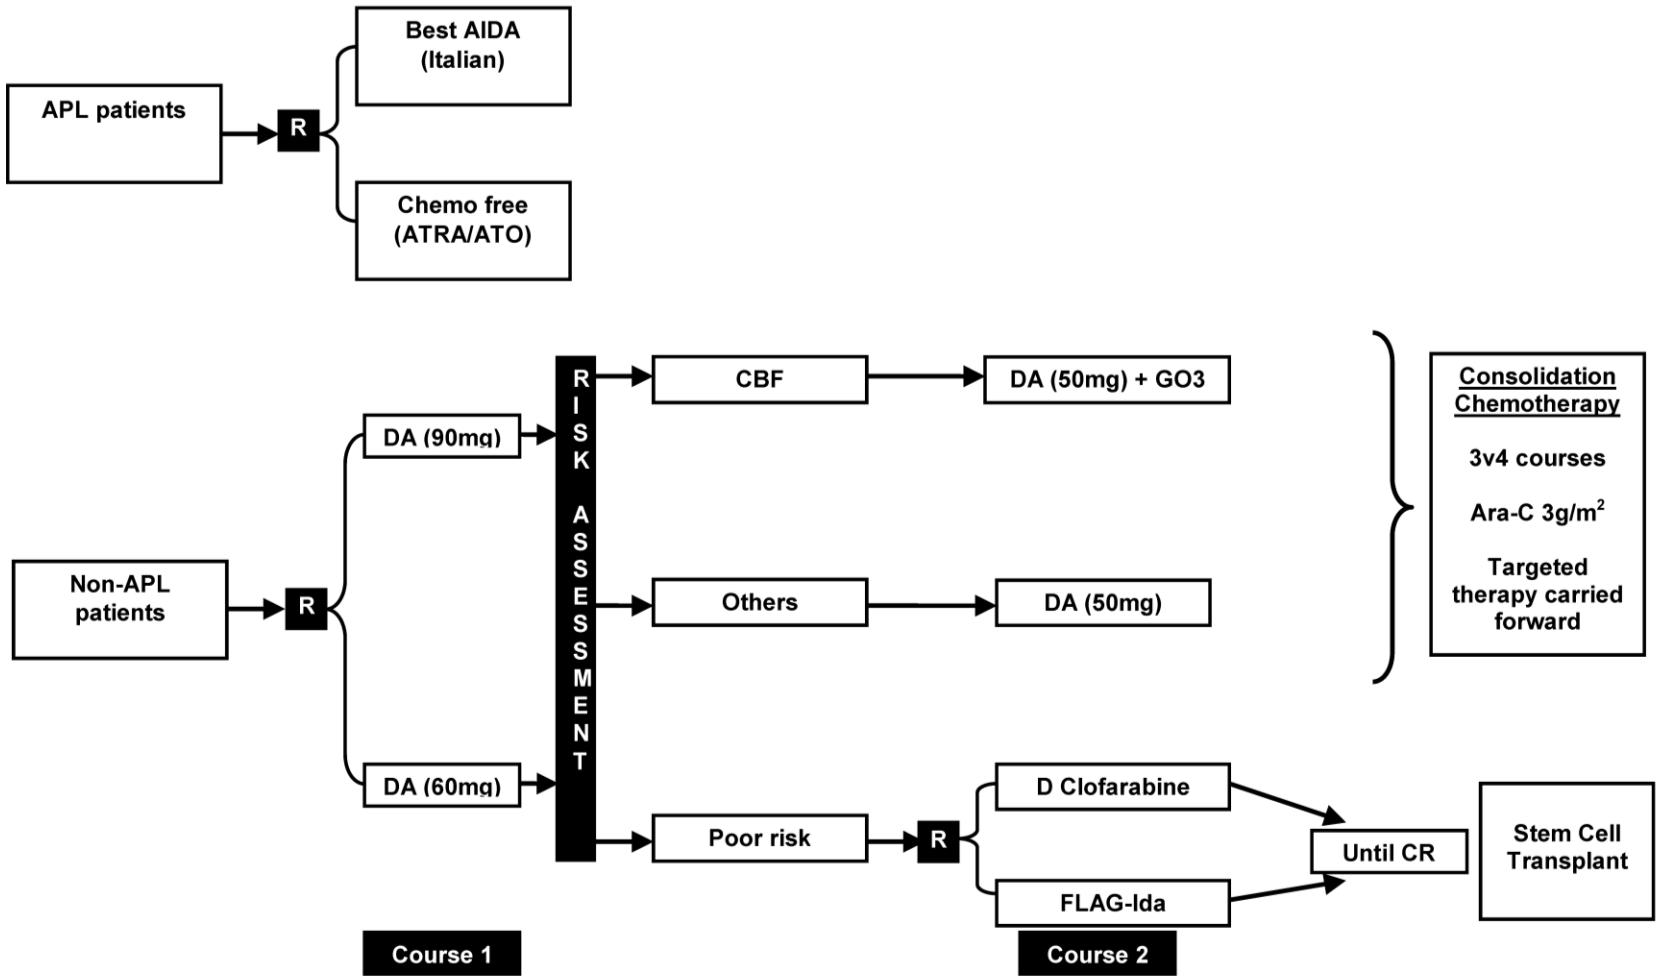 Best AIDA
(Italian)
APL patients
R
Chemo free
(ATRA/ATO)
RISK ASSESSMENT
CBF
DA (50mg) + GO3
Consolidation
Chemotherapy
3v4 courses
Ara-C 3g/m²
Targeted
therapy carried
forward
DA (90mg)
Non-APL
patients
R
Others
DA (50mg)
DA (60mg)
Poor risk
R
D Clofarabine
FLAG-Ida
Until CR
Stem Cell
Transplant
Course 1
Course 2